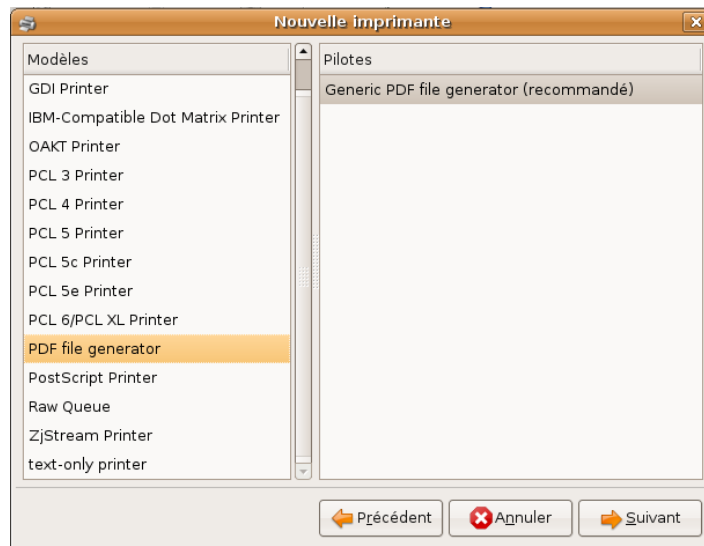 Nouvelle imprimante
Modèles
GDI Printer
IBM-Compatible Dot Matrix Printer
OAKT Printer
PCL 3 Printer
PCL 4 Printer
PCL 5 Printer
PCL 5c Printer
PCL 5e Printer
PCL 6/PCL XL Printer
PDF file generator
PostScript Printer
Raw Queue
ZjStream Printer
text-only printer
Pilotes
Generic PDF file generator (recommandé)
Précédent
Annuler
Suivant